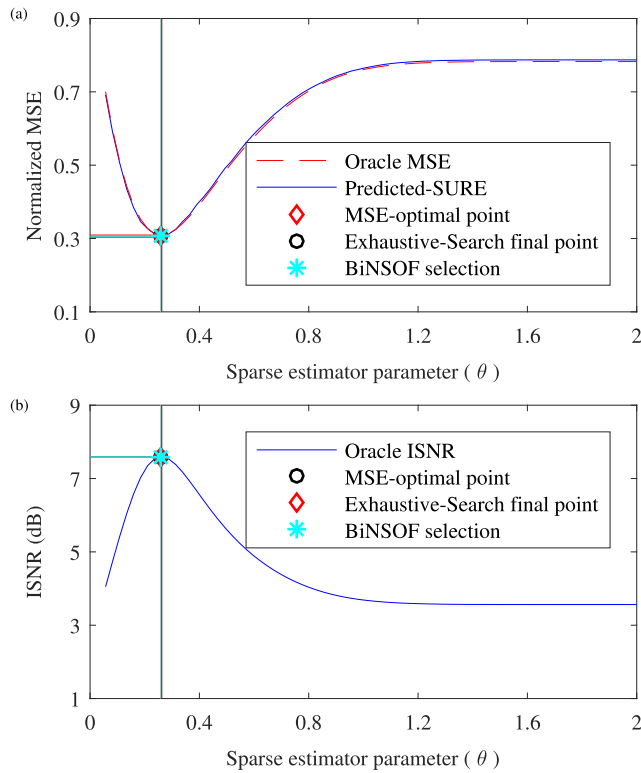 (a)
0.9
0.7
0.5
0.3
0.1
Normalized MSE
Oracle MSE
Predicted-SURE
MSE-optimal point
Exhaustive-Search final point
BiNSOF selection
0 0.4 0.8 1.2 1.6 2
Sparse estimator parameter ( θ )
(b)
9
7
5
3
1
ISNR (dB)
Oracle ISNR
MSE-optimal point
Exhaustive-Search final point
BiNSOF selection
0 0.4 0.8 1.2 1.6 2
Sparse estimator parameter ( θ )